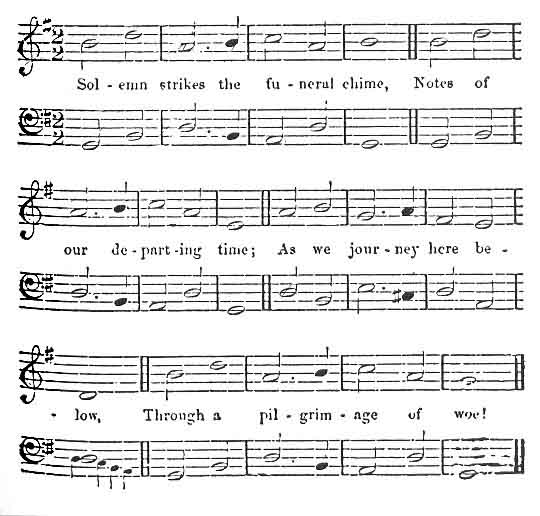 Sol - emn strikes the fu - neral chime, Notes of
our de - part - ing time; As we jour - ney here be -
- low, Through a pil - grim - age of woe!